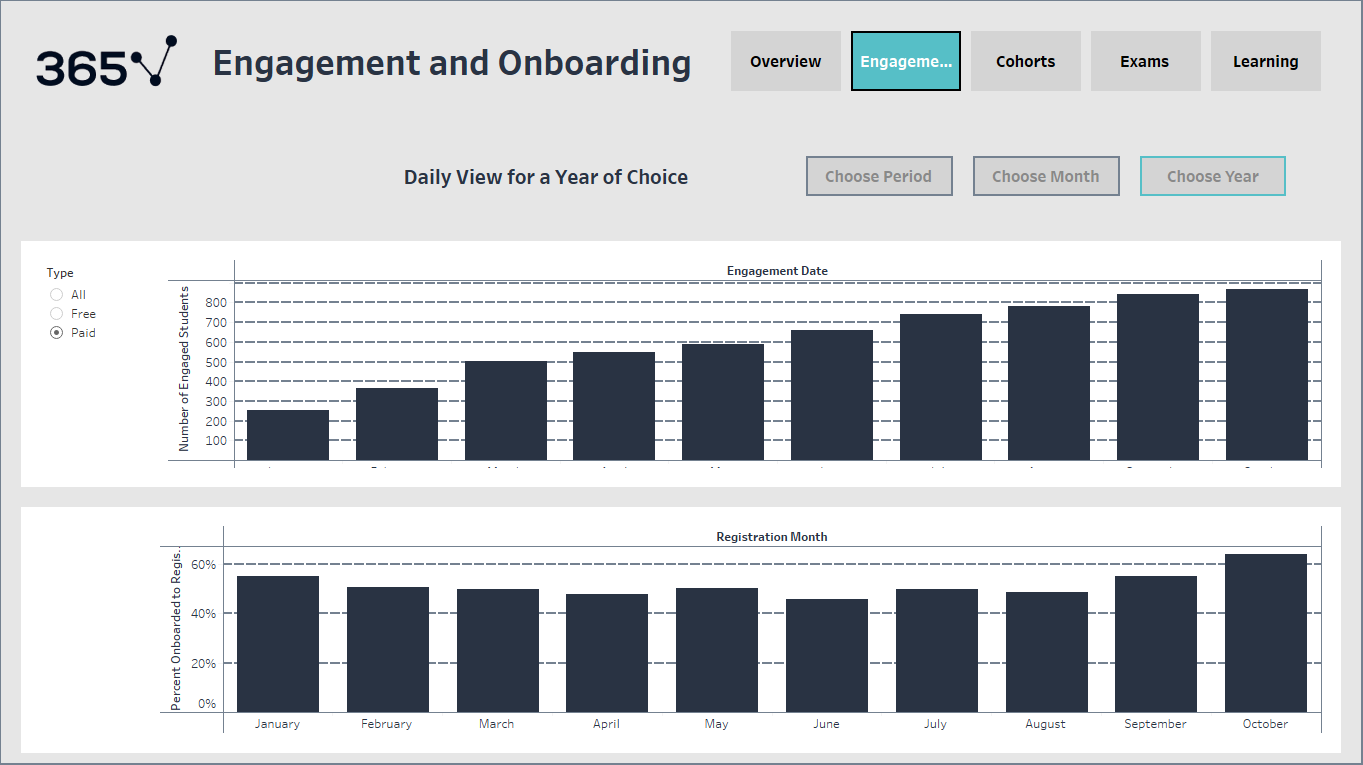 365
Engagement and Onboarding
Overview
Engageme...
Cohorts
Exams
Learning
Daily View for a Year of Choice
Choose Period
Choose Month
Choose Year
Type
All
Free
Paid
Engagement Date
Number of Engaged Students
800
700
600
500
400
300
200
100
Registration Month
Percent Onboarded to Regis..
60%
40%
20%
0%
January
February
March
April
May
June
July
August
September
October